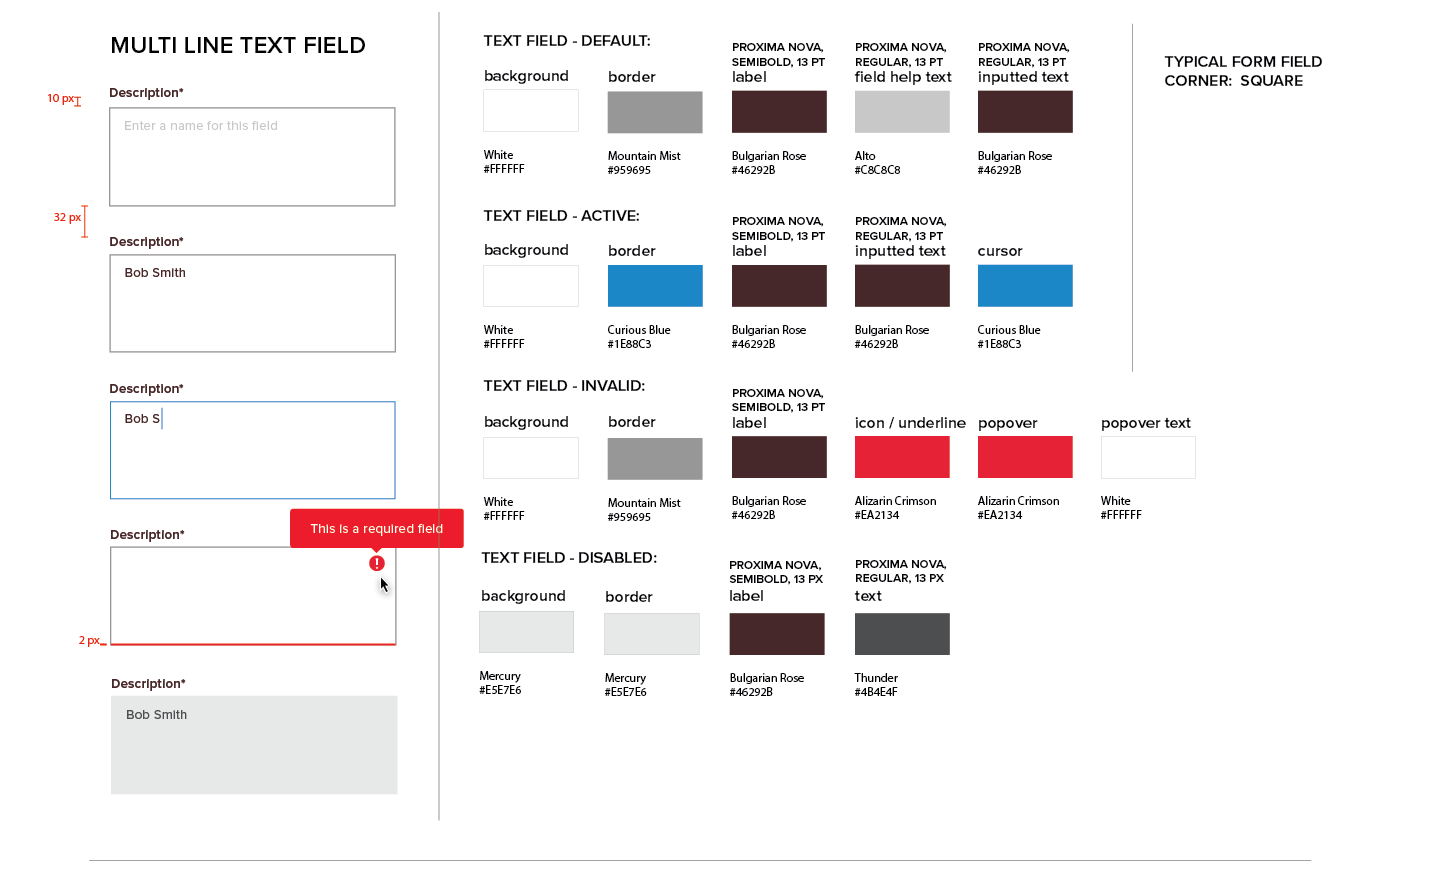 MULTI LINE TEXT FIELD
10 px
Description*
Enter a name for this field
32 px
Description*
Bob Smith
Description*
Bob S
Description*
This is a required field
!
2 px
Description*
Bob Smith
TEXT FIELD - DEFAULT:
background
White
#FFFFFF
border
Mountain Mist
#959695
PROXIMA NOVA,
SEMIBOLD, 13 PT
label
Bulgarian Rose
#46292B
PROXIMA NOVA,
REGULAR, 13 PT
field help text
Alto
#C8C8C8
PROXIMA NOVA,
REGULAR, 13 PT
inputted text
Bulgarian Rose
#46292B
TEXT FIELD - ACTIVE:
background
White
#FFFFFF
border
Curious Blue
#1E88C3
PROXIMA NOVA,
SEMIBOLD, 13 PT
label
Bulgarian Rose
#46292B
PROXIMA NOVA,
REGULAR, 13 PT
inputted text
Bulgarian Rose
#46292B
cursor
Curious Blue
#1E88C3
TEXT FIELD - INVALID:
background
White
#FFFFFF
border
Mountain Mist
#959695
PROXIMA NOVA,
SEMIBOLD, 13 PT
label
Bulgarian Rose
#46292B
icon / underline
Alizarin Crimson
#EA2134
popover
Alizarin Crimson
#EA2134
popover text
White
#FFFFFF
TEXT FIELD - DISABLED:
background
Mercury
#E5E7E6
border
Mercury
#E5E7E6
PROXIMA NOVA,
SEMIBOLD, 13 PX
label
Bulgarian Rose
#46292B
PROXIMA NOVA,
REGULAR, 13 PX
text
Thunder
#4B4E4F
TYPICAL FORM FIELD
CORNER:  SQUARE